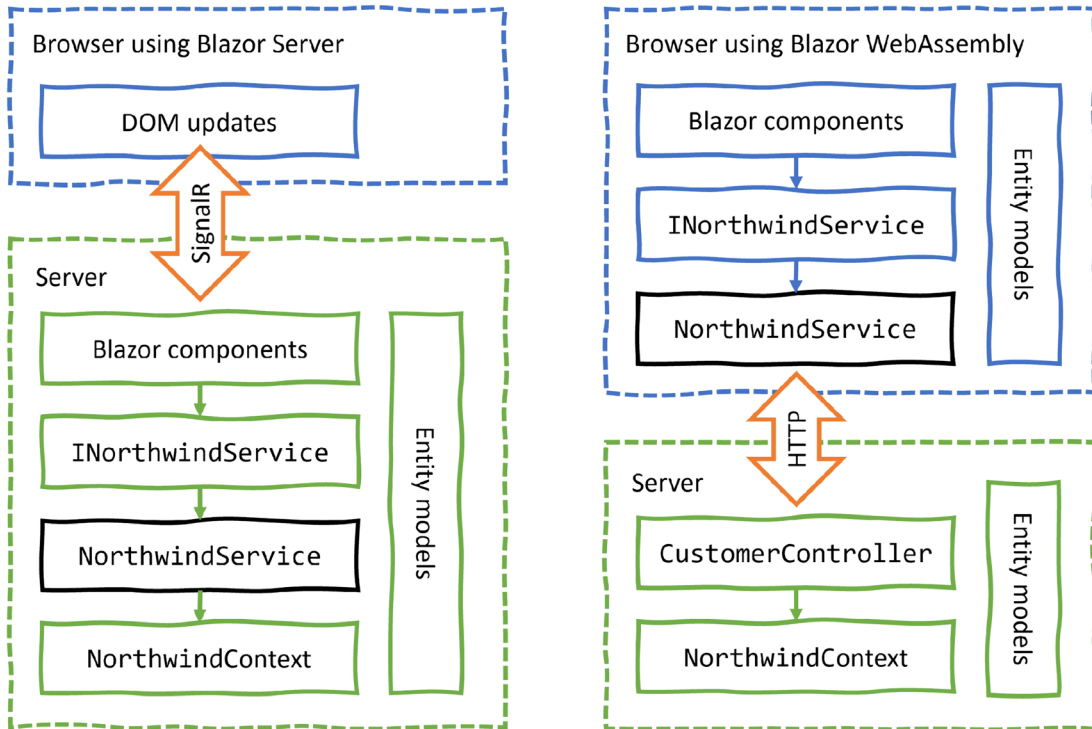 Browser using Blazor Server
DOM updates
SignalR
Server
Blazor components
INorthwindService
NorthwindService
NorthwindContext
Entity models
Browser using Blazor WebAssembly
Blazor components
INorthwindService
NorthwindService
Entity models
HTTP
Server
CustomerController
NorthwindContext
Entity models